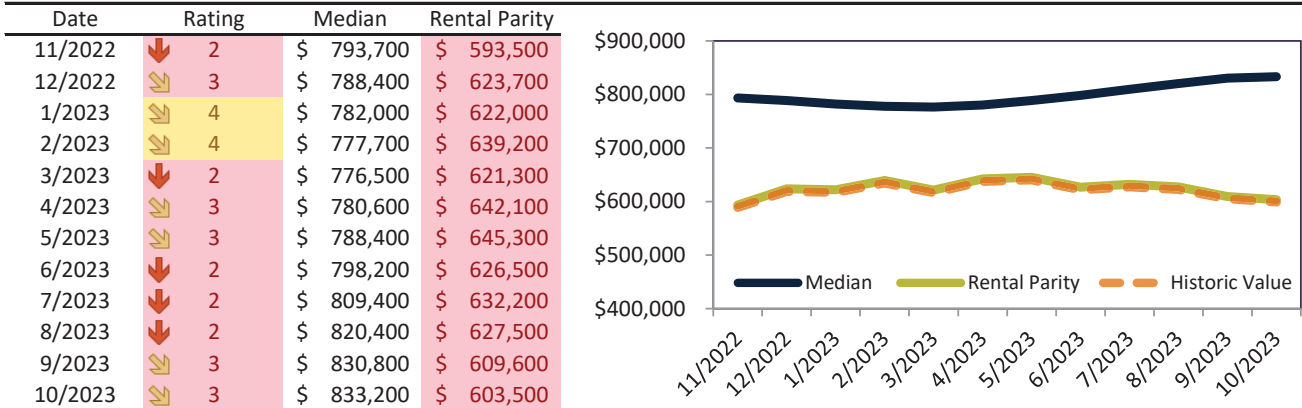 Date Rating Median Rental Parity
11/2022 2 $ 793,700 $ 593,500
12/2022 3 $ 788,400 $ 623,700
1/2023 4 $ 782,000 $ 622,000
2/2023 4 $ 777,700 $ 639,200
3/2023 2 $ 776,500 $ 621,300
4/2023 3 $ 780,600 $ 642,100
5/2023 3 $ 788,400 $ 645,300
6/2023 2 $ 798,200 $ 626,500
7/2023 2 $ 809,400 $ 632,200
8/2023 2 $ 820,400 $ 627,500
9/2023 3 $ 830,800 $ 609,600
10/2023 3 $ 833,200 $ 603,500
$900,000
$800,000
$700,000
$600,000
$500,000
$400,000
Median Rental Parity Historic Value
11/2022 12/2022 1/2023 2/2023 3/2023 4/2023 5/2023 6/2023 7/2023 8/2023 9/2023 10/2023